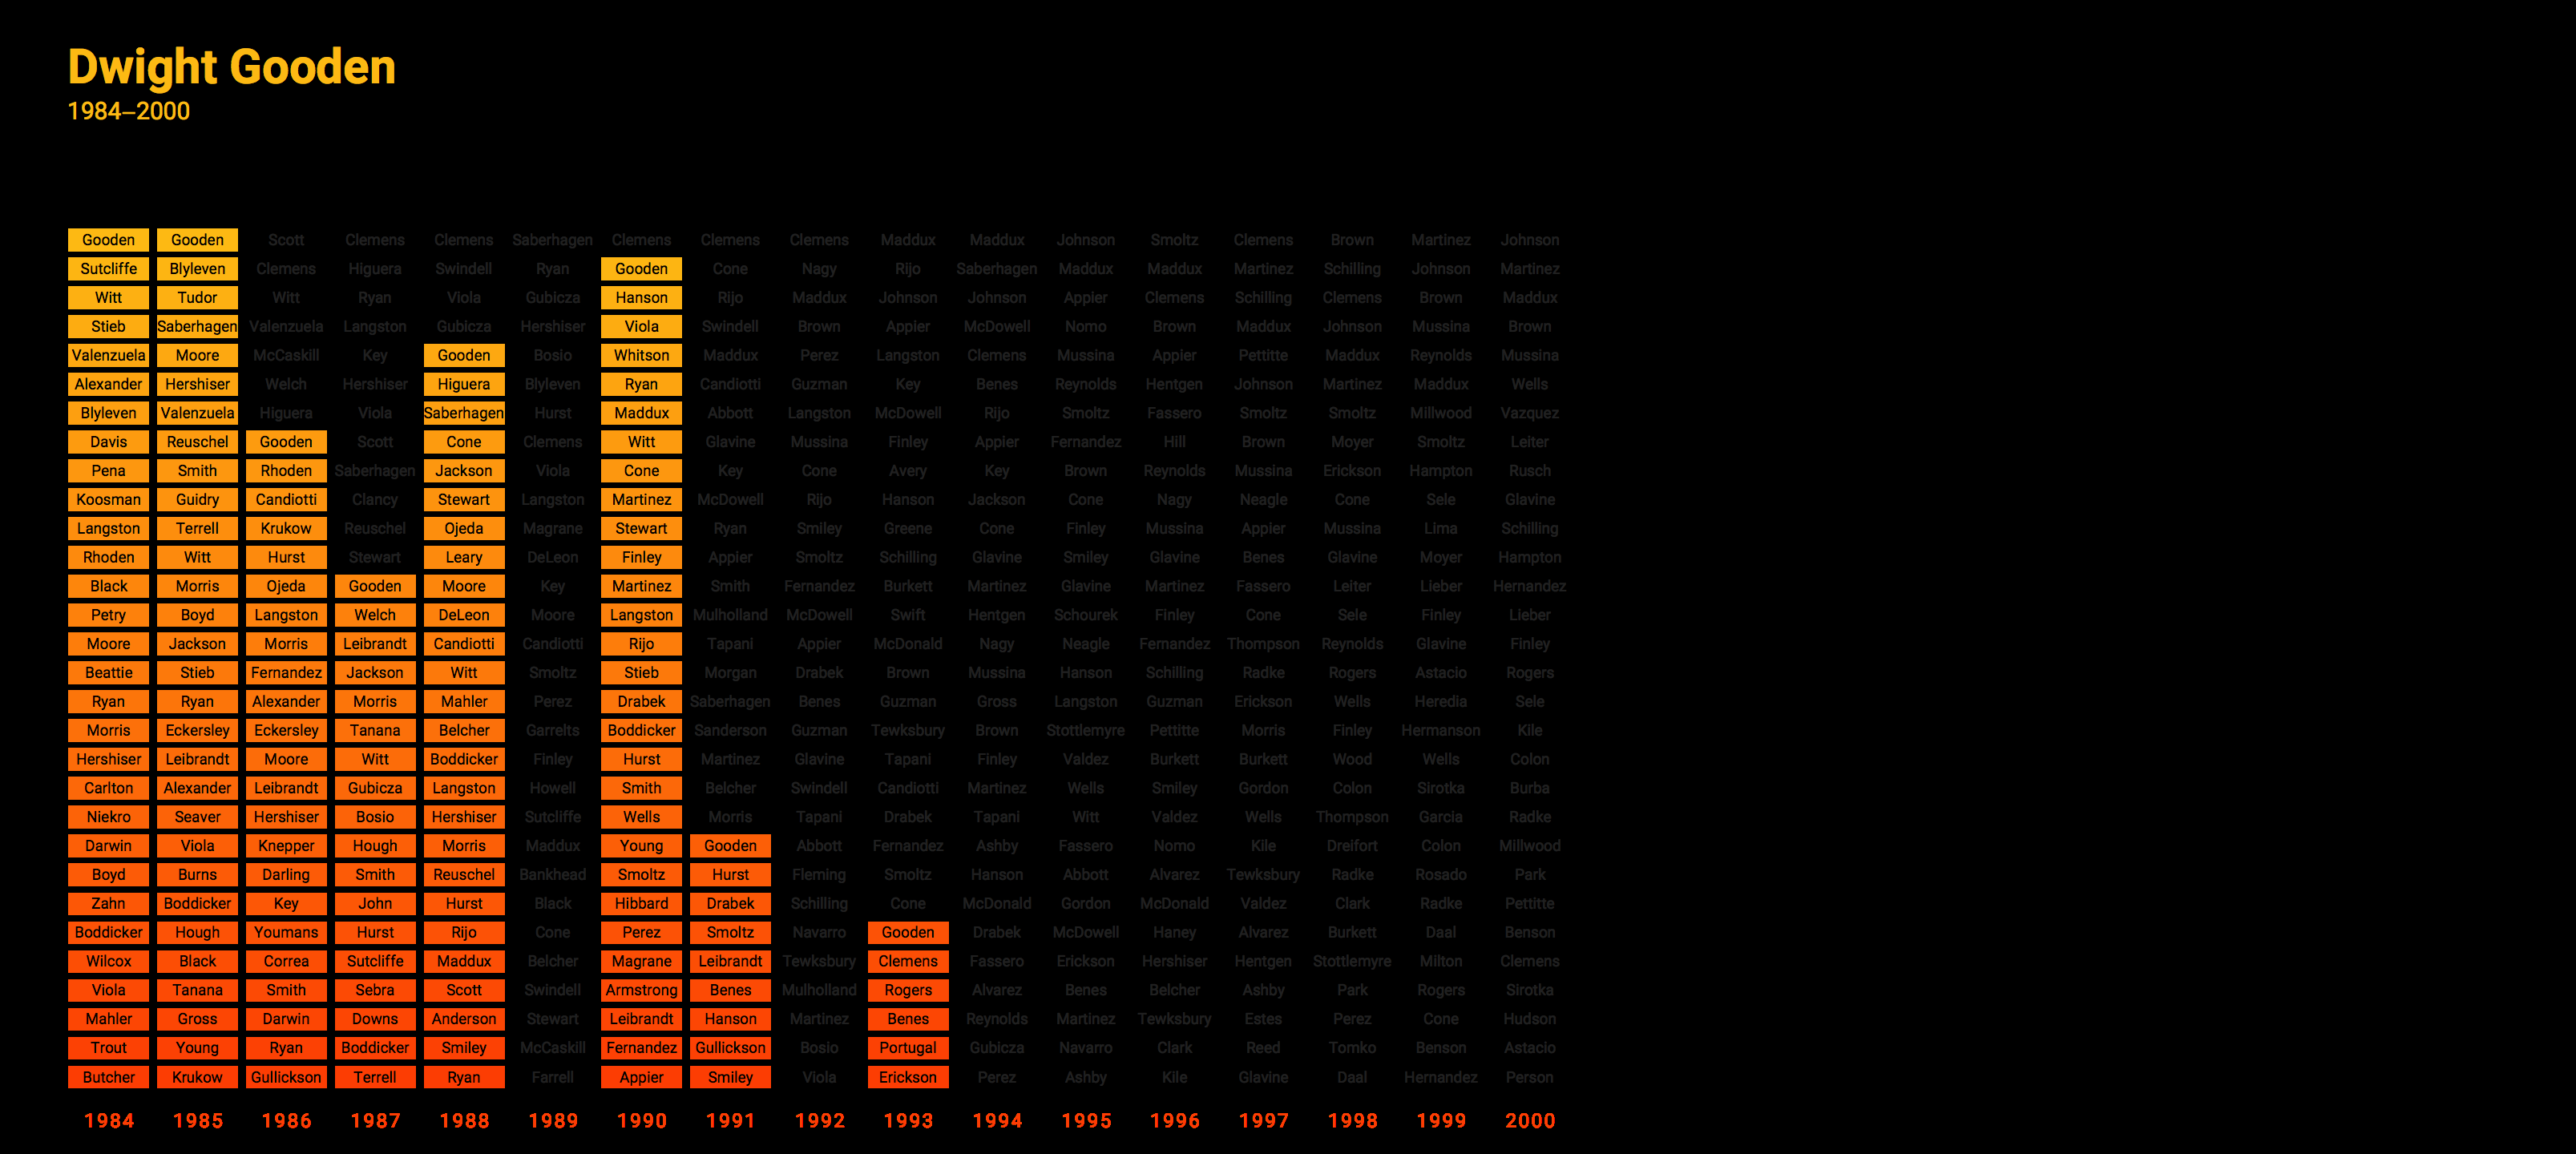 Dwight Gooden
1984–2000
Gooden Gooden Scott Clemens Clemens Saberhagen Clemens Clemens Clemens Maddux Maddux Johnson Smoltz Clemens Brown Martinez Johnson
Sutcliffe Blyleven Clemens Higuera Swindell Ryan Gooden Cone Nagy Rijo Saberhagen Maddux Maddux Martinez Schilling Johnson Martinez
Witt Tudor Witt Ryan Viola Gubicza Hanson Rijo Maddux Johnson Johnson Appier Clemens Schilling Clemens Brown Maddux
Stieb Saberhagen Valenzuela Langston Gubicza Hershiser Viola Swindell Brown Appier McDowell Nomo Brown Maddux Johnson Mussina Brown
Valenzuela Moore McCaskill Key Gooden Bosio Whitson Maddux Perez Langston Clemens Mussina Appier Pettitte Maddux Reynolds Mussina
Alexander Hershiser Welch Hershiser Higuera Blyleven Ryan Candiotti Guzman Key Benes Reynolds Hentgen Johnson Martinez Maddux Wells
Blyleven Valenzuela Higuera Viola Saberhagen Hurst Maddux Abbott Langston McDowell Rijo Smoltz Fassero Smoltz Smoltz Millwood Vazquez
Davis Reuschel Gooden Scott Cone Clemens Witt Glavine Mussina Finley Appier Fernandez Hill Brown Moyer Smoltz Leiter
Pena Smith Rhoden Saberhagen Jackson Viola Cone Key Cone Avery Key Brown Reynolds Mussina Erickson Hampton Rusch
Koosman Guidry Candiotti Clancy Stewart Langston Martinez McDowell Rijo Hanson Jackson Cone Nagy Neagle Cone Sele Glavine
Langston Terrell Krukow Reuschel Ojeda Magrane Stewart Ryan Smiley Greene Cone Finley Mussina Appier Mussina Lima Schilling
Rhoden Witt Hurst Stewart Leary DeLeon Finley Appier Smoltz Schilling Glavine Smiley Glavine Benes Glavine Moyer Hampton
Black Morris Ojeda Gooden Moore Key Martinez Smith Fernandez Burkett Martinez Glavine Martinez Fassero Leiter Lieber Hernandez
Petry Boyd Langston Welch DeLeon Moore Langston Mulholland McDowell Swift Hentgen Schourek Finley Cone Sele Finley Lieber
Moore Jackson Morris Leibrandt Candiotti Candiotti Rijo Tapani Appier McDonald Nagy Neagle Fernandez Thompson Reynolds Glavine Finley
Beattie Stieb Fernandez Jackson Witt Smoltz Stieb Morgan Drabek Brown Mussina Hanson Schilling Radke Rogers Astacio Rogers
Ryan Ryan Alexander Morris Mahler Perez Drabek Saberhagen Benes Guzman Gross Langston Guzman Erickson Wells Heredia Sele
Morris Eckersley Eckersley Tanana Belcher Garrelts Boddicker Sanderson Guzman Tewksbury Brown Stottlemyre Pettitte Morris Finley Hermanson Kile
Hershiser Leibrandt Moore Witt Boddicker Finley Hurst Martinez Glavine Tapani Finley Valdez Burkett Burkett Wood Wells Colon
Carlton Alexander Leibrandt Gubicza Langston Howell Smith Belcher Swindell Candiotti Martinez Wells Smiley Gordon Colon Sirotka Burba
Niekro Seaver Hershiser Bosio Hershiser Sutcliffe Wells Morris Tapani Drabek Tapani Witt Valdez Wells Thompson Garcia Radke
Darwin Viola Knepper Hough Morris Maddux Young Gooden Abbott Fernandez Ashby Fassero Nomo Kile Dreifort Colon Millwood
Boyd Burns Darling Smith Reuschel Bankhead Smoltz Hurst Fleming Smoltz Hanson Abbott Alvarez Tewksbury Radke Rosado Park
Zahn Boddicker Key John Hurst Black Hibbard Drabek Schilling Cone McDonald Gordon McDonald Valdez Clark Radke Pettitte
Boddicker Hough Youmans Hurst Rijo Cone Perez Smoltz Navarro Gooden Drabek McDowell Haney Alvarez Burkett Daal Benson
Wilcox Black Correa Sutcliffe Maddux Belcher Magrane Leibrandt Tewksbury Clemens Fassero Erickson Hershiser Hentgen Stottlemyre Milton Clemens
Viola Tanana Smith Sebra Scott Swindell Armstrong Benes Mulholland Rogers Alvarez Benes Belcher Ashby Park Rogers Sirotka
Mahler Gross Darwin Downs Anderson Stewart Leibrandt Hanson Martinez Benes Reynolds Martinez Tewksbury Estes Perez Cone Hudson
Trout Young Ryan Boddicker Smiley McCaskill Fernandez Gullickson Bosio Portugal Gubicza Navarro Clark Reed Tomko Benson Astacio
Butcher Krukow Gullickson Terrell Ryan Farrell Appier Smiley Viola Erickson Perez Ashby Kile Glavine Daal Hernandez Person
1984 1985 1986 1987 1988 1989 1990 1991 1992 1993 1994 1995 1996 1997 1998 1999 2000